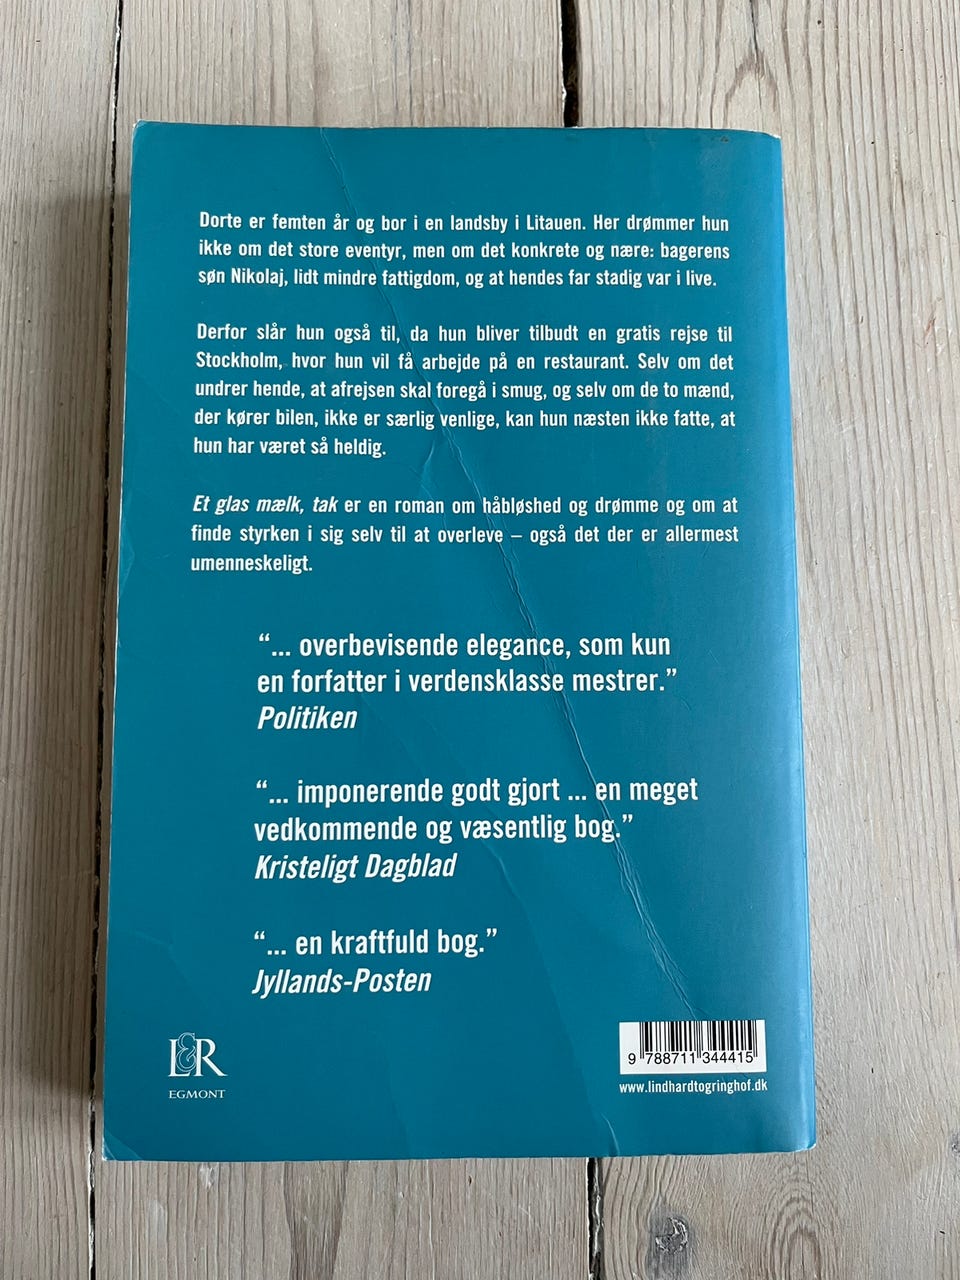 Dorte er femten år og bor i en landsby i Litauen. Her drømmer hun
ikke om det store eventyr, men om det konkrete og nære: bagerens
søn Nikolaj, lidt mindre fattigdom, og at hendes far stadig var i live.
Derfor slår hun også til, da hun bliver tilbudt en gratis rejse til
Stockholm, hvor hun vil få arbejde på en restaurant. Selv om det
undrer hende, at afrejsen skal foregå i smug, og selv om de to mænd,
der kører bilen, ikke er særlig venlige, kan hun næsten ikke fatte, at
hun har været så heldig.
Et glas mælk, tak er en roman om håbløshed og drømme og om at
finde styrken i sig selv til at overleve – også det der er allermest
umenneskeligt.
“... overbevisende elegance, som kun
en forfatter i verdensklasse mestrer.”
Politiken
“... imponerende godt gjort ... en meget
vedkommende og væsentlig bog.”
Kristeligt Dagblad
“... en kraftfuld bog.”
Jyllands-Posten
L&R
EGMONT
9 788711 344415
www.lindhardtogringhof.dk